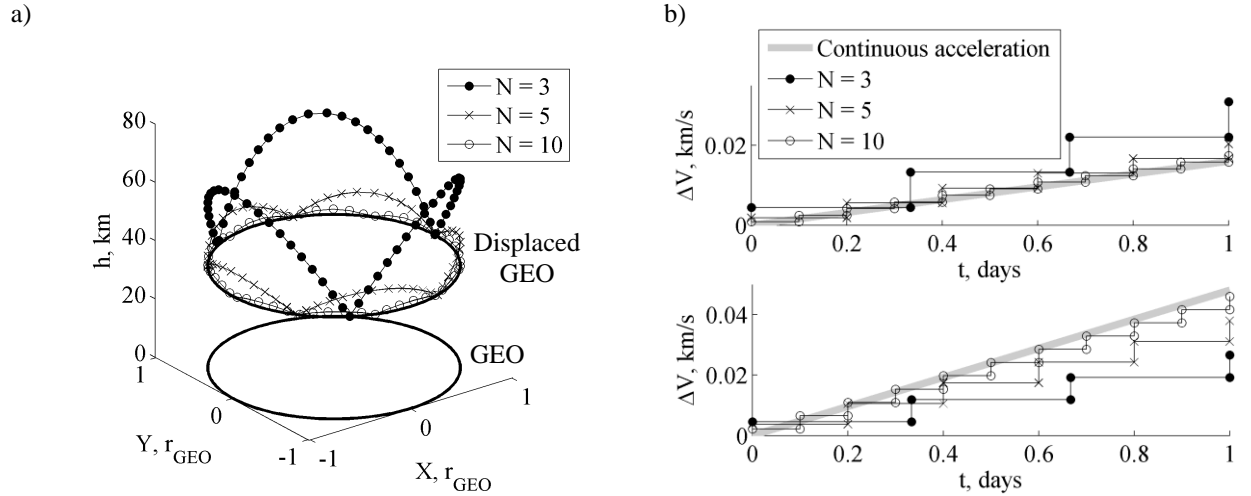 a)
N = 3
N = 5
N = 10
80
60
40
20
0
h, km
Displaced
GEO
GEO
1
0
-1
Y, r_GEO
-1
0
1
X, r_GEO
b)
Continuous acceleration
N = 3
N = 5
N = 10
0.02
0
ΔV, km/s
0 0.2 0.4 0.6 0.8 1
t, days
0.04
0.02
0
ΔV, km/s
0 0.2 0.4 0.6 0.8 1
t, days